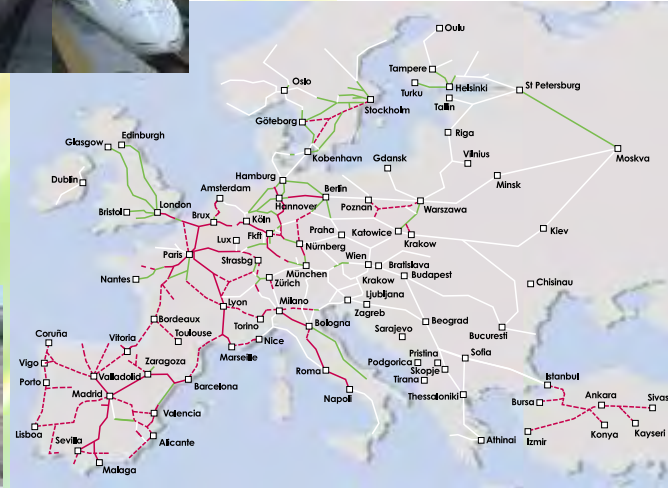 Oulu
Tampere
Turku
Helsinki
Tallin
St Petersburg
Oslo
Stockholm
Göteborg
Riga
Moskva
Glasgow
Edinburgh
Kobenhavn
Gdansk
Vilnius
Minsk
Dublin
Hamburg
Amsterdam
Berlin
Bristol
London
Hannover
Poznan
Warszawa
Brux
Köln
Kiev
Lux
Fkft
Praha
Katowice
Krakow
Paris
Nürnberg
Strasbg
Wien
Nantes
München
Bratislava
Zürich
Krakow
Budapest
Chisinau
Lyon
Milano
Ljubljana
Zagreb
Bordeaux
Torino
Bologna
Beograd
Coruña
Vitoria
Toulouse
Nice
Sarajevo
Bucuresti
Marseille
Vigo
Zaragoza
Pristina
Sofia
Valladolid
Roma
Podgorica
Skopje
Porto
Barcelona
Tirana
Istanbul
Madrid
Napoli
Thessaloniki
Bursa
Ankara
Sivas
Valencia
Lisboa
Sevilla
Alicante
Izmir
Konya
Kayseri
Malaga
Athinai